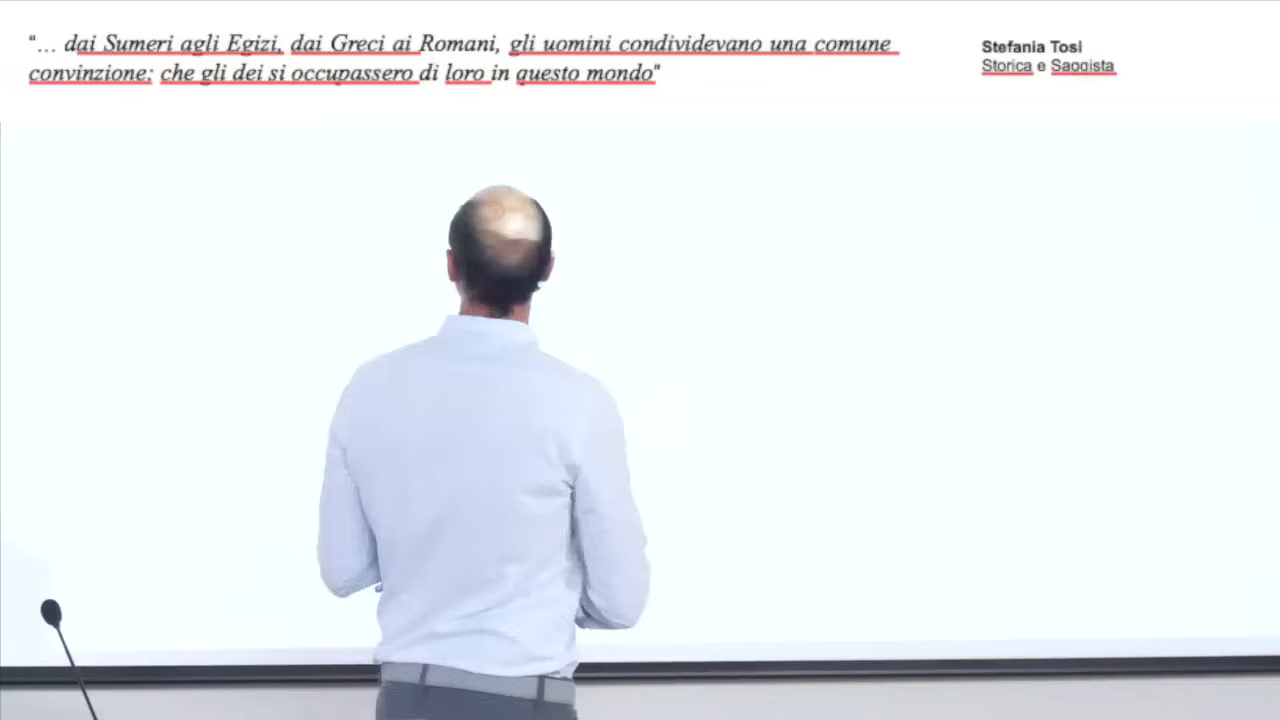 “… dai Sumeri agli Egizi, dai Greci ai Romani, gli uomini condividevano una comune
convinzione: che gli dei si occupassero di loro in questo mondo”
Stefania Tosi
Storica e Saggista